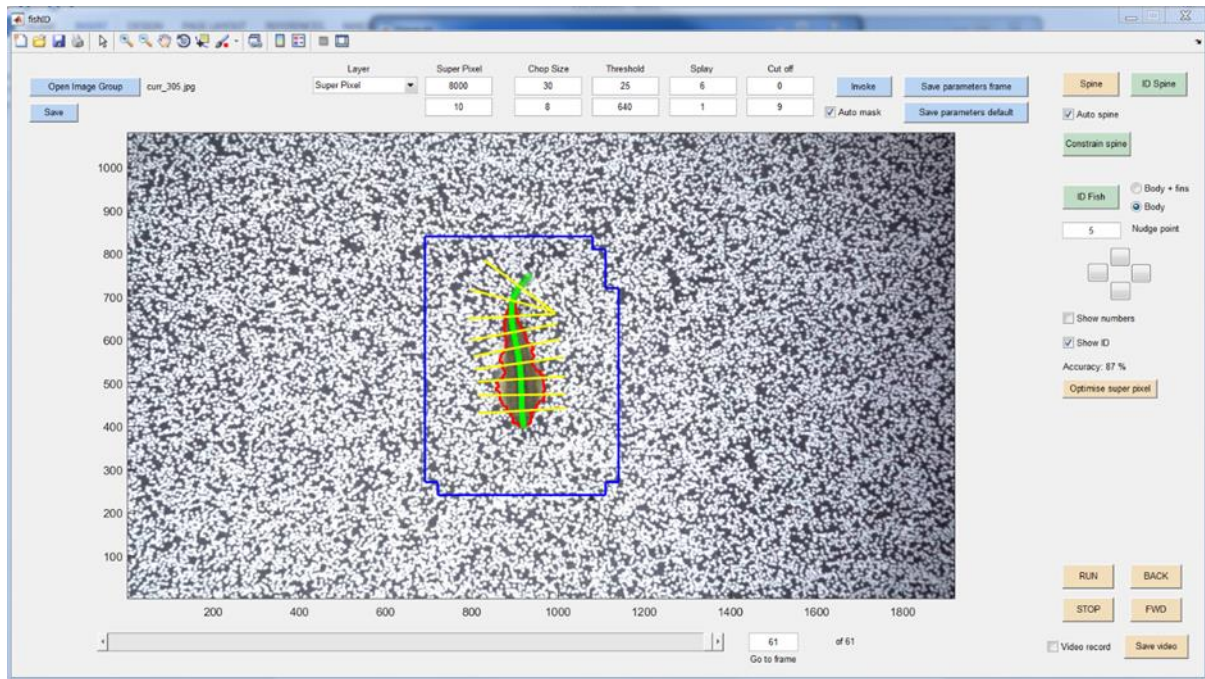 fishID
Layer Super Pixel Chop Size Threshold Splay Cut off
Open Image Group curr_305.jpg Super Pixel 8000 30 25 6 0 Invoke Save parameters frame Spine ID Spine
Save 10 8 640 1 9 Auto mask Save parameters default Auto spine
Constrain spine
1000
900
800
700
600
500
400
300
200
100
200 400 600 800 1000 1200 1400 1600 1800
ID Fish Body + fins
Body
5 Nudge point
Show numbers
Show ID
Accuracy: 87 %
Optimise super pixel
RUN BACK
STOP FWD
61 of 61 Video record Save video
Go to frame